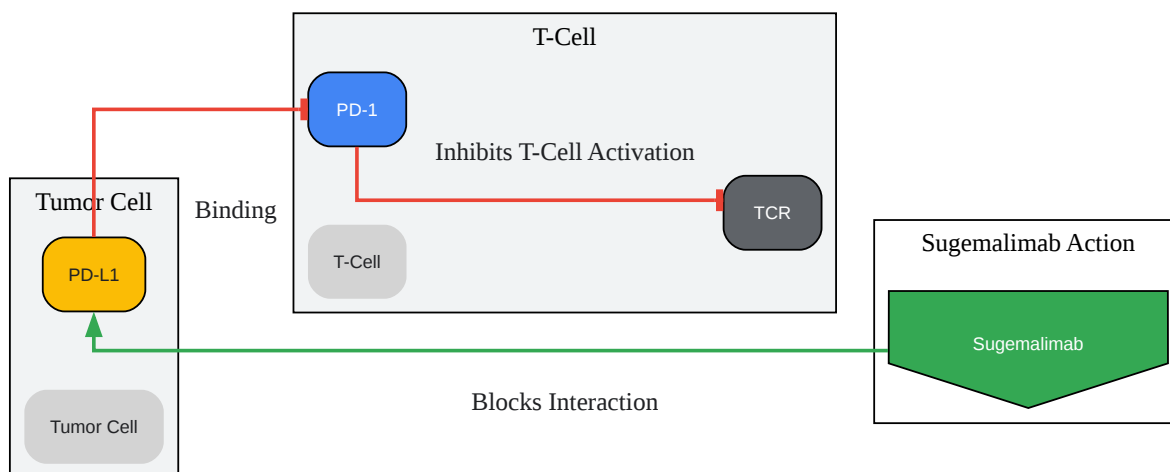 T-Cell
PD-1
Inhibits T-Cell Activation
Tumor Cell
Binding
TCR
Sugemalimab Action
T-Cell
PD-L1
Sugemalimab
Blocks Interaction
Tumor Cell